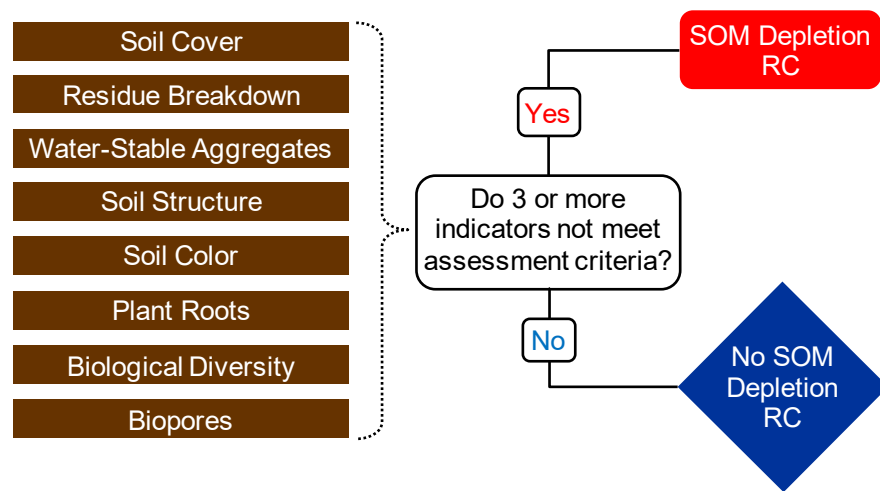 Soil Cover
Residue Breakdown
Water-Stable Aggregates
Soil Structure
Soil Color
Plant Roots
Biological Diversity
Biopores
Do 3 or more
indicators not meet
assessment criteria?
Yes
SOM Depletion
RC
No
No SOM
Depletion
RC